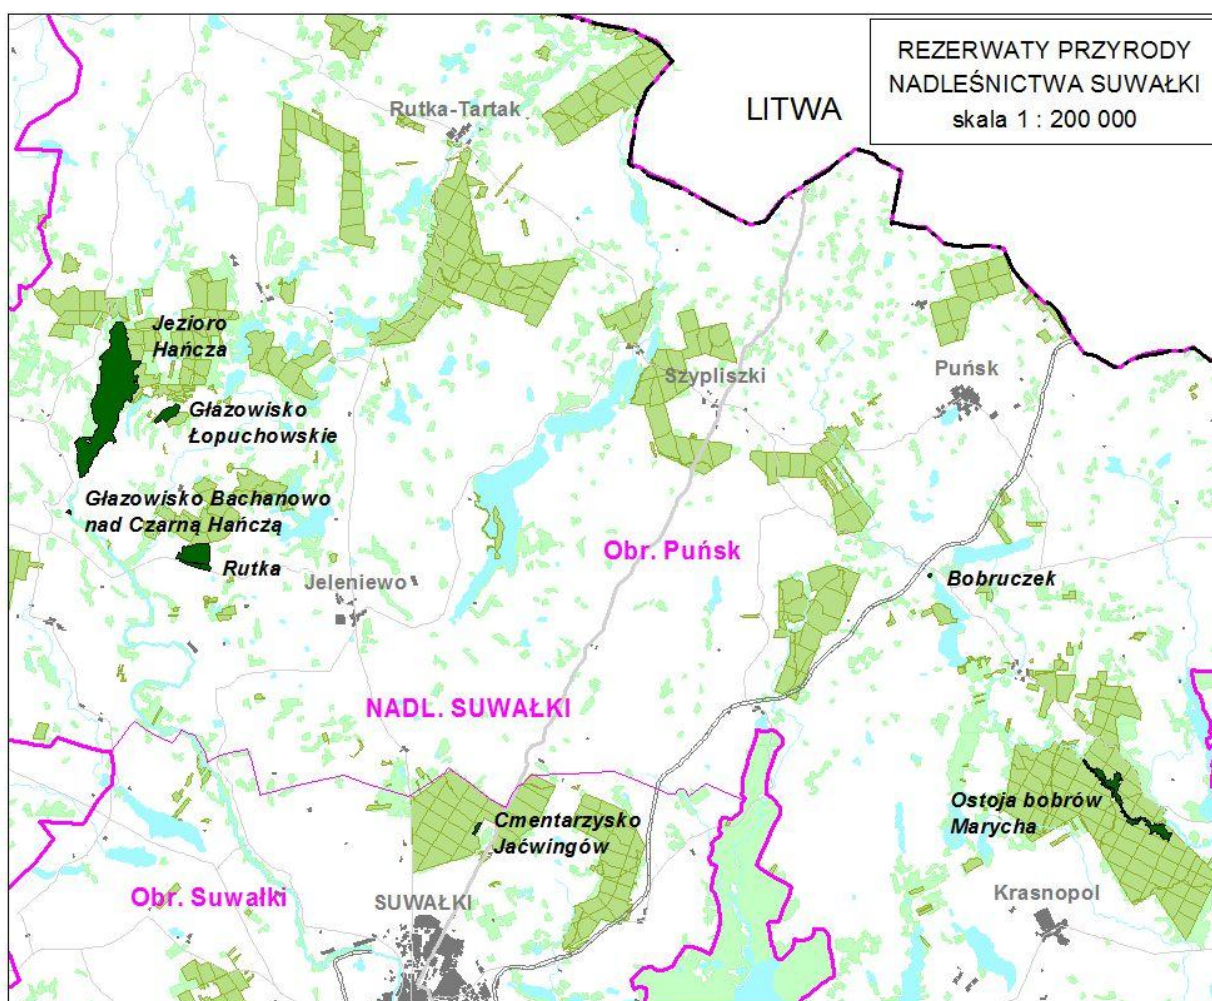 REZERWATY PRZYRODY
NADLEŚNICTWA SUWAŁKI
skala 1 : 200 000
LITWA
Rutka-Tartak
Jezioro
Hańcza
Głazowisko
Łopuchowskie
Szypliszki
Puńsk
Głazowisko Bachanowo
nad Czarną Hańczą
Rutka
Jeleniewo
Obr. Puńsk
Bobruczek
NADL. SUWAŁKI
Cmentarzysko
Jaćwingów
Ostoja bobrów
Marycha
Obr. Suwałki
SUWAŁKI
Krasnopol